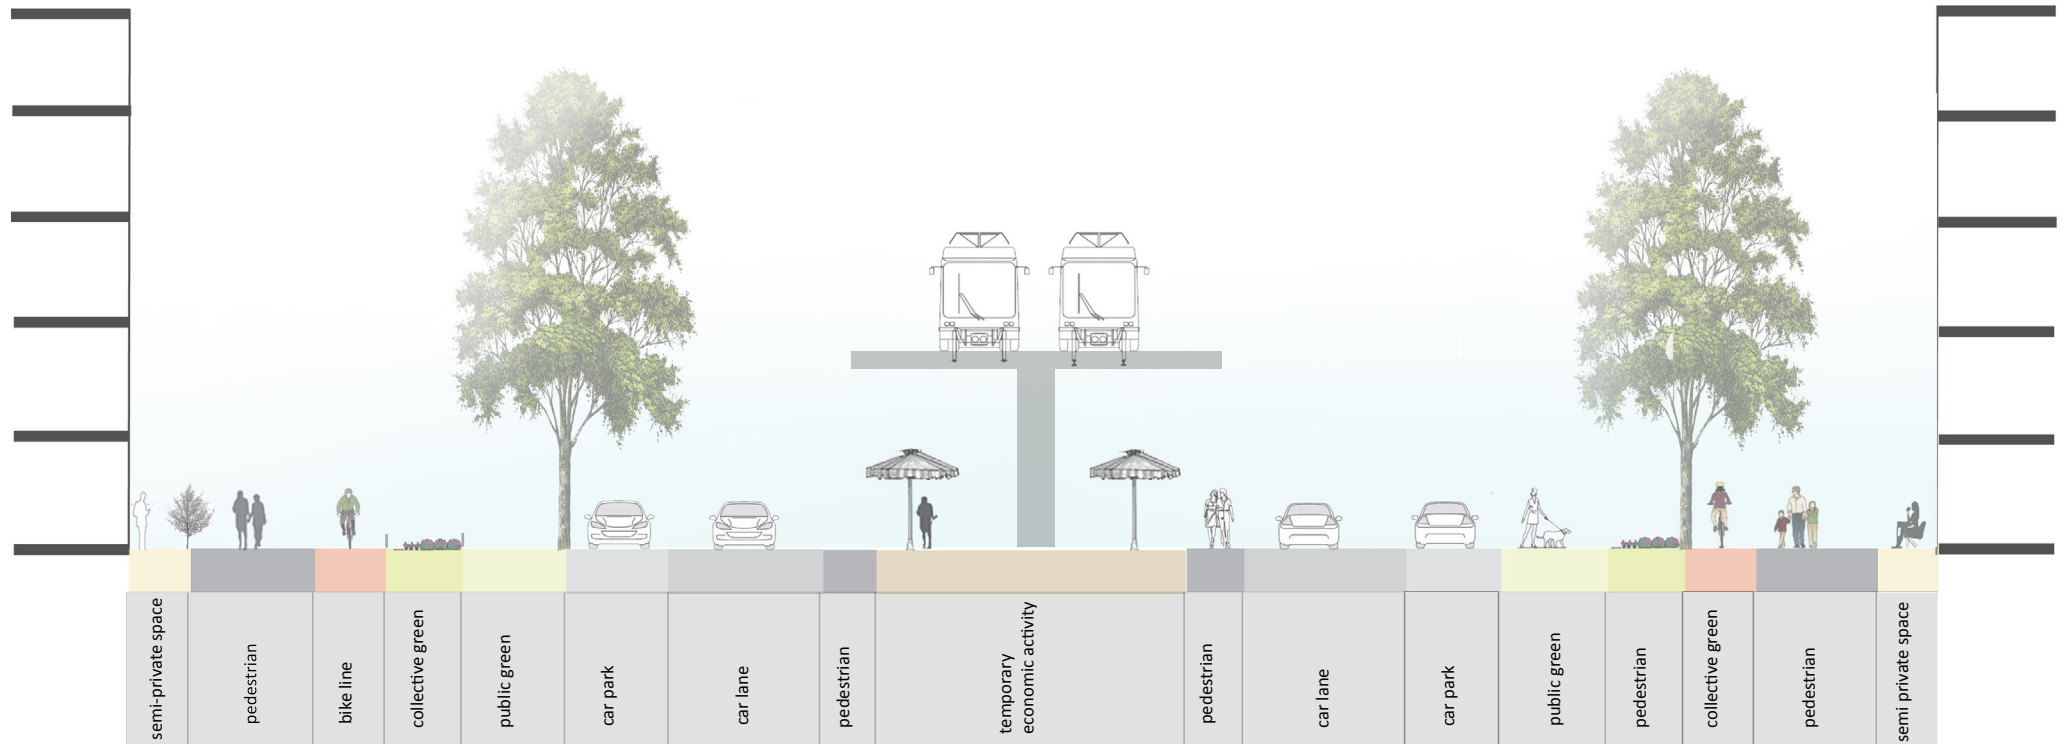 semi-private space
pedestrian
bike line
collective green
public green
car park
car lane
pedestrian
temporary
economic activity
pedestrian
car lane
car park
public green
pedestrian
collective green
pedestrian
semi private space